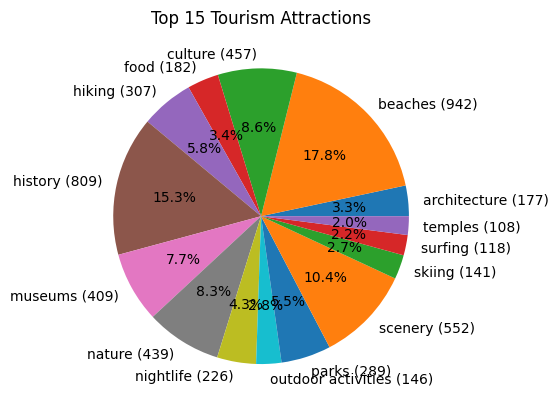 Top 15 Tourism Attractions
culture (457)
food (182)
hiking (307)
beaches (942)
8.6%
3.4%
5.8%
17.8%
history (809)
15.3%
architecture (177)
3.3%
temples (108)
2.0%
surfing (118)
2.2%
skiing (141)
2.7%
museums (409)
7.7%
10.4%
scenery (552)
8.3%
4.3%
2.8%
5.5%
nature (439)
nightlife (226)
parks (289)
outdoor activities (146)